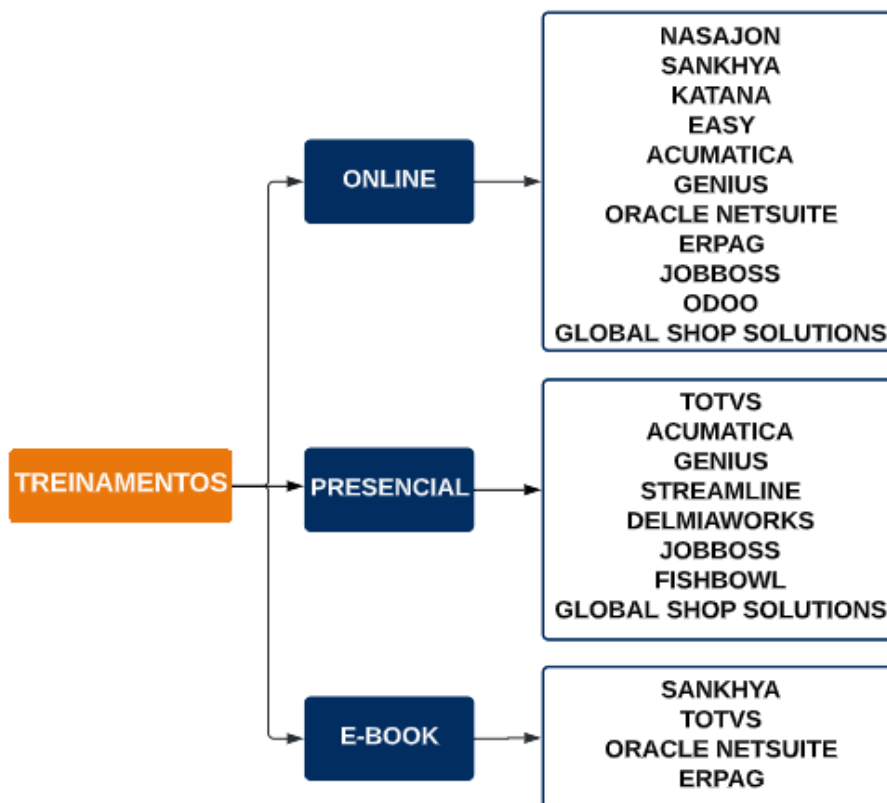 TREINAMENTOS
ONLINE
NASAJON
SANKHYA
KATANA
EASY
ACUMATICA
GENIUS
ORACLE NETSUITE
ERPAG
JOBBOSS
ODOO
GLOBAL SHOP SOLUTIONS
PRESENCIAL
TOTVS
ACUMATICA
GENIUS
STREAMLINE
DELMIAWORKS
JOBBOSS
FISHBOWL
GLOBAL SHOP SOLUTIONS
E-BOOK
SANKHYA
TOTVS
ORACLE NETSUITE
ERPAG